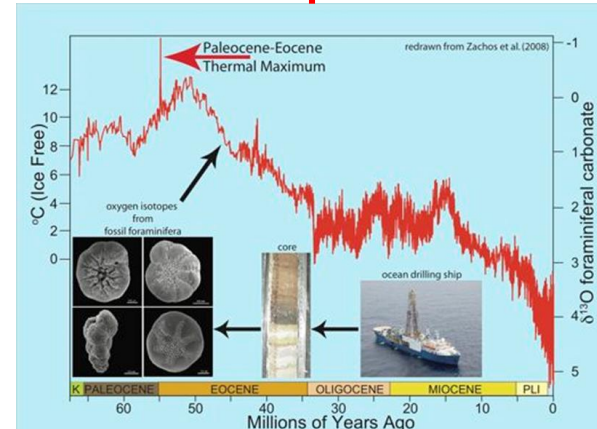 Paleocene-Eocene
Thermal Maximum
redrawn from Zachos et al. (2008)
-1
0
1
2
3
4
5
δ13O foraminiferal carbonate
12
10
8
6
4
2
0
°C (Ice Free)
oxygen isotopes
from
fossil foraminifera
core
ocean drilling ship
K PALEOCENE EOCENE OLIGOCENE MIOCENE PLI
60 50 40 30 20 10 0
Millions of Years Ago